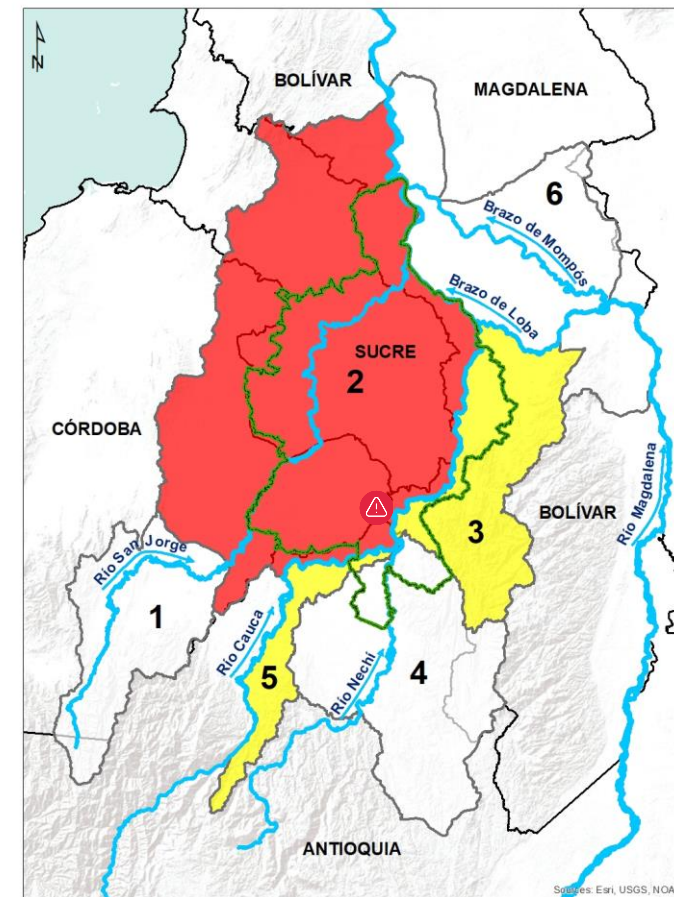 N
BOLÍVAR
MAGDALENA
6
Brazo de Mompós
Brazo de Loba
SUCRE
2
CÓRDOBA
BOLÍVAR
Río Magdalena
3
Río San Jorge
1
Río Cauca
5
Río Nechí
4
ANTIOQUIA
Sources: Esri, USGS, NOA